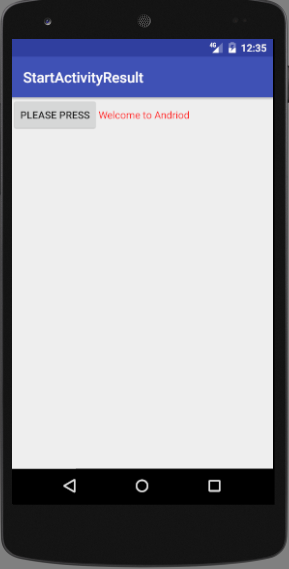 4G 12:35
StartActivityResult
PLEASE PRESS Welcome to Andriod